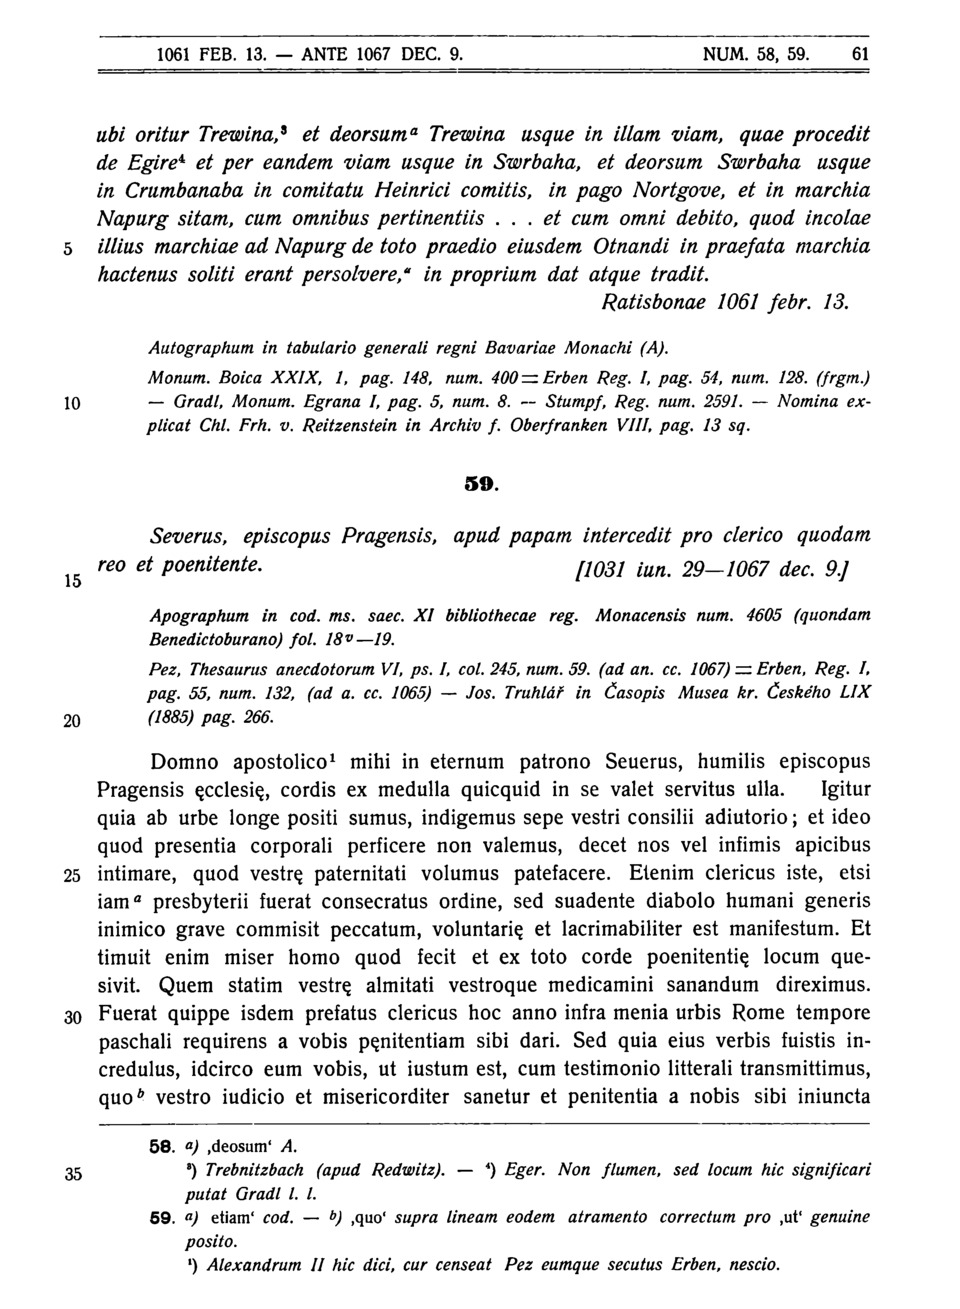 1061 FEB. 13. — ANTE 1067 DEC. 9. NUM. 58, 59. 61
ubi oritur Trewina,³ et deorsumᵃ Trewina usque in illam viam, quae procedit
de Egire⁴ et per eandem viam usque in Swrbaha, et deorsum Swrbaha usque
in Crumbanaba in comitatu Heinrici comitis, in pago Nortgove, et in marchia
Napurg sitam, cum omnibus pertinentiis . . . et cum omni debito, quod incolae
5 illius marchiae ad Napurg de toto praedio eiusdem Otnandi in praefata marchia
hactenus soliti erant persolvere,“ in proprium dat atque tradit.
Ratisbonae 1061 febr. 13.
Autographum in tabulario generali regni Bavariae Monachi (A).
Monum. Boica XXIX, 1, pag. 148, num. 400 = Erben Reg. I, pag. 54, num. 128. (frgm.)
10 — Gradl, Monum. Egrana I, pag. 5, num. 8. — Stumpf, Reg. num. 2591. — Nomina ex-
plicat Chl. Frh. v. Reitzenstein in Archiv f. Oberfranken VIII, pag. 13 sq.
59.
Severus, episcopus Pragensis, apud papam intercedit pro clerico quodam
15 reo et poenitente. [1031 iun. 29—1067 dec. 9.]
Apographum in cod. ms. saec. XI bibliothecae reg. Monacensis num. 4605 (quondam
Benedictoburano) fol. 18ᵛ—19.
Pez, Thesaurus anecdotorum VI, ps. I, col. 245, num. 59. (ad an. cc. 1067) = Erben, Reg. I,
pag. 55, num. 132, (ad a. cc. 1065) — Jos. Truhlář in Časopis Musea kr. Českého LIX
20 (1885) pag. 266.
Domno apostolico¹ mihi in eternum patrono Seuerus, humilis episcopus
Pragensis ęcclesię, cordis ex medulla quicquid in se valet servitus ulla. Igitur
quia ab urbe longe positi sumus, indigemus sepe vestri consilii adiutorio; et ideo
quod presentia corporali perficere non valemus, decet nos vel infimis apicibus
25 intimare, quod vestrę paternitati volumus patefacere. Etenim clericus iste, etsi
iamᵃ presbyterii fuerat consecratus ordine, sed suadente diabolo humani generis
inimico grave commisit peccatum, voluntarię et lacrimabiliter est manifestum. Et
timuit enim miser homo quod fecit et ex toto corde poenitentię locum que-
sivit. Quem statim vestrę almitati vestroque medicamini sanandum direximus.
30 Fuerat quippe isdem prefatus clericus hoc anno infra menia urbis Rome tempore
paschali requirens a vobis pęnitentiam sibi dari. Sed quia eius verbis fuistis in-
credulus, idcirco eum vobis, ut iustum est, cum testimonio litterali transmittimus,
quoᵇ vestro iudicio et misericorditer sanetur et penitentia a nobis sibi iniuncta
58. a) ‚deosum‘ A.
35 ³) Trebnitzbach (apud Redwitz). — ⁴) Eger. Non flumen, sed locum hic significari
putat Gradl l. l.
59. a) etiam‘ cod. — b) ‚quo‘ supra lineam eodem atramento correctum pro ‚ut‘ genuine
posito.
¹) Alexandrum II hic dici, cur censeat Pez eumque secutus Erben, nescio.